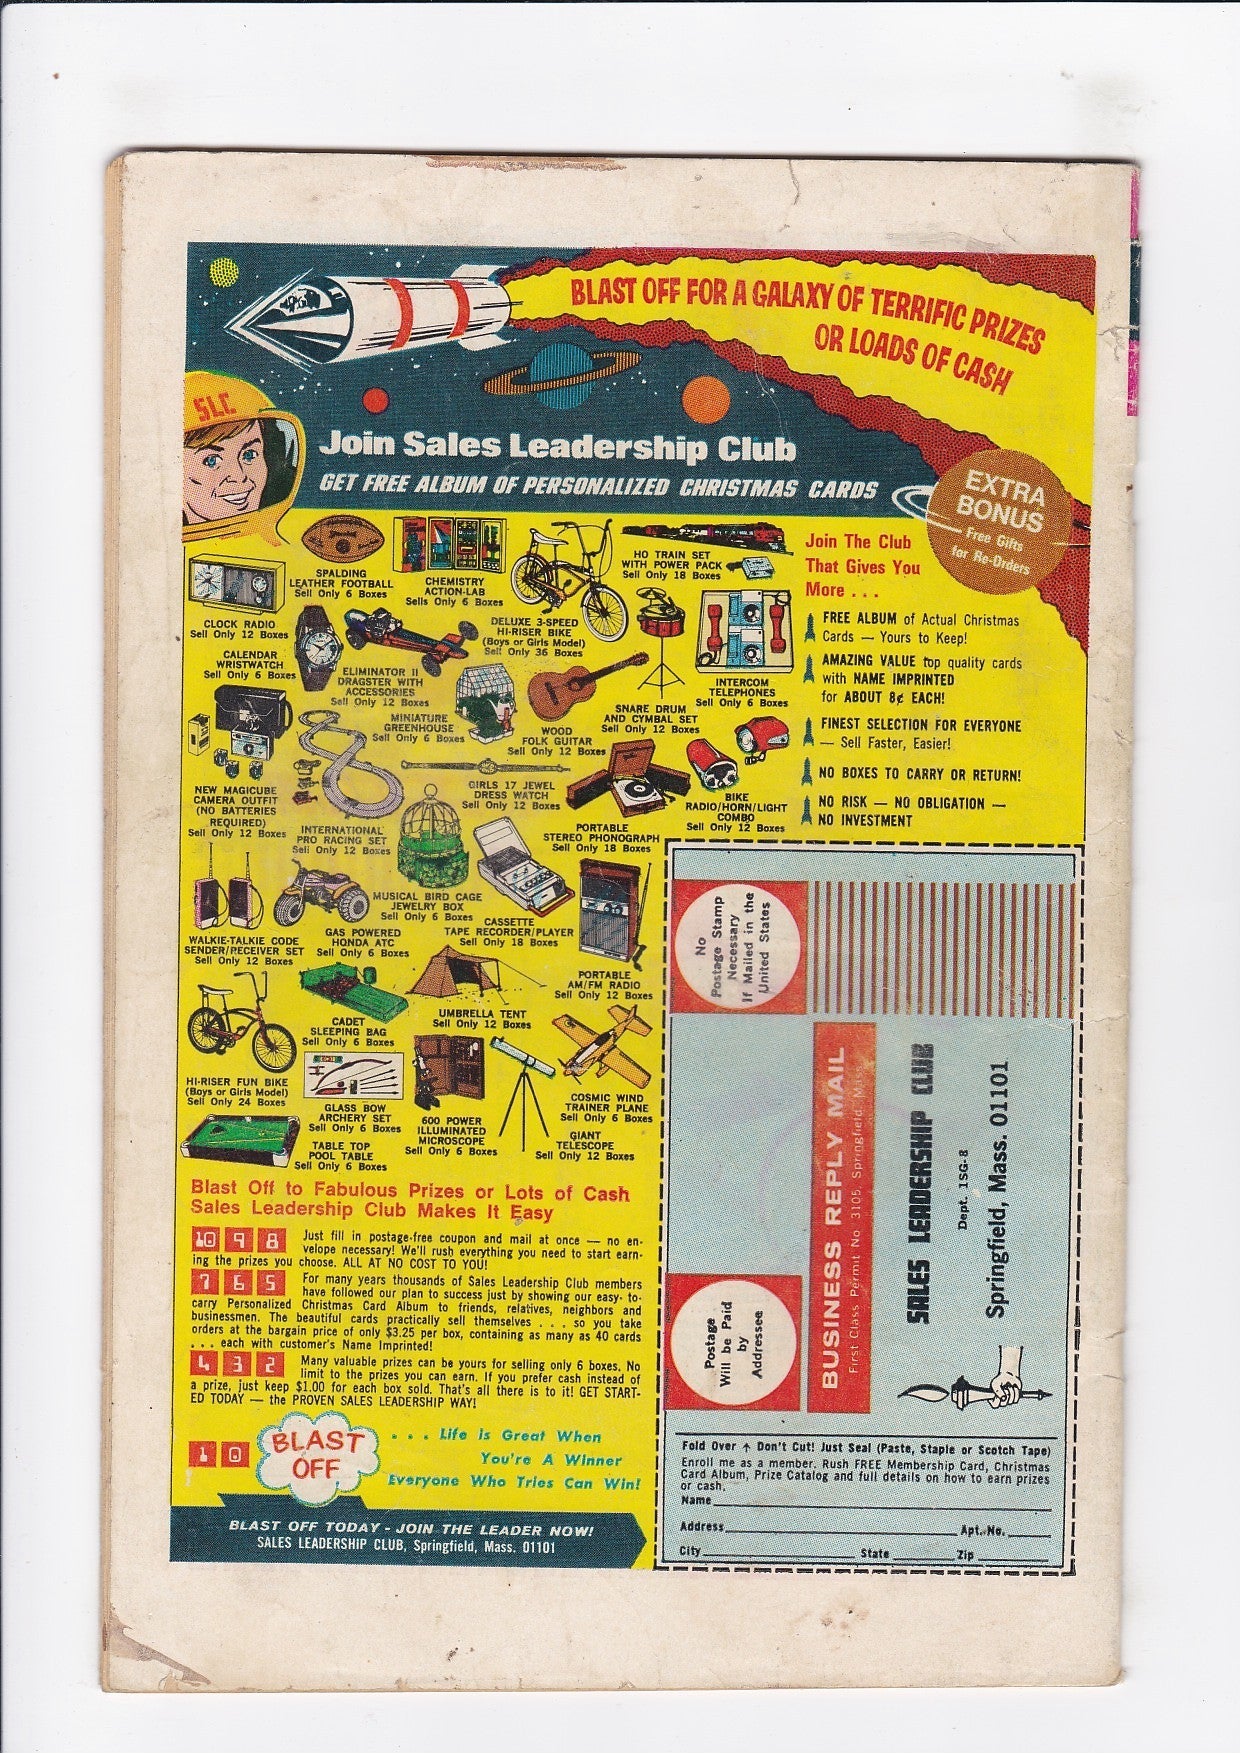 BLAST OFF FOR A GALAXY OF TERRIFIC PRIZES
OR LOADS OF CASH
SLC
Join Sales Leadership Club
GET FREE ALBUM OF PERSONALIZED CHRISTMAS CARDS
EXTRA
BONUS
Free Gifts
for Re-Orders
CLOCK RADIO
Sell Only 12 Boxes
SPALDING
LEATHER FOOTBALL
Sell Only 6 Boxes
CHEMISTRY
ACTION-LAB
Sells Only 6 Boxes
DELUXE 3-SPEED
HI-RISER BIKE
(Boys or Girls Model)
Sell Only 36 Boxes
HO TRAIN SET
WITH POWER PACK
Sell Only 18 Boxes
CALENDAR
WRISTWATCH
Sell Only 6 Boxes
ELIMINATOR II
DRAGSTER WITH
ACCESSORIES
Sell Only 12 Boxes
MINIATURE
GREENHOUSE
Sell Only 6 Boxes
WOOD
FOLK GUITAR
Sell Only 12 Boxes
SNARE DRUM
AND CYMBAL SET
Sell Only 12 Boxes
INTERCOM
TELEPHONES
Sell Only 6 Boxes
NEW MAGICUBE
CAMERA OUTFIT
(NO BATTERIES
REQUIRED)
Sell Only 12 Boxes
INTERNATIONAL
PRO RACING SET
Sell Only 12 Boxes
GIRLS 17 JEWEL
DRESS WATCH
Sell Only 12 Boxes
PORTABLE
STEREO PHONOGRAPH
Sell Only 18 Boxes
BIKE
RADIO/HORN/LIGHT
COMBO
Sell Only 12 Boxes
WALKIE-TALKIE CODE
SENDER/RECEIVER SET
Sell Only 12 Boxes
GAS POWERED
HONDA ATC
Sell Only 6 Boxes
MUSICAL BIRD CAGE
JEWELRY BOX
Sell Only 6 Boxes
CASSETTE
TAPE RECORDER/PLAYER
Sell Only 18 Boxes
PORTABLE
AM/FM RADIO
Sell Only 12 Boxes
HI-RISER FUN BIKE
(Boys or Girls Model)
Sell Only 24 Boxes
CADET
SLEEPING BAG
Sell Only 6 Boxes
UMBRELLA TENT
Sell Only 12 Boxes
GLASS BOW
ARCHERY SET
Sell Only 6 Boxes
600 POWER
ILLUMINATED
MICROSCOPE
Sell Only 6 Boxes
COSMIC WIND
TRAINER PLANE
Sell Only 6 Boxes
GIANT
TELESCOPE
Sell Only 12 Boxes
TABLE TOP
POOL TABLE
Sell Only 6 Boxes
Join The Club
That Gives You
More . . .
FREE ALBUM of Actual Christmas
Cards — Yours to Keep!
AMAZING VALUE top quality cards
with NAME IMPRINTED
for ABOUT 8¢ EACH!
FINEST SELECTION FOR EVERYONE
— Sell Faster, Easier!
NO BOXES TO CARRY OR RETURN!
NO RISK — NO OBLIGATION —
NO INVESTMENT
Blast Off to Fabulous Prizes or Lots of Cash
Sales Leadership Club Makes It Easy
10 9 8 Just fill in postage-free coupon and mail at once — no en-
velope necessary! We'll rush everything you need to start earn-
ing the prizes you choose. ALL AT NO COST TO YOU!
7 6 5 For many years thousands of Sales Leadership Club members
have followed our plan to success just by showing our easy-to-
carry Personalized Christmas Card Album to friends, relatives, neighbors and
businessmen. The beautiful cards practically sell themselves . . . so you take
orders at the bargain price of only $3.25 per box, containing as many as 40 cards
. . . each with customer's Name Imprinted!
4 3 2 Many valuable prizes can be yours for selling only 6 boxes. No
limit to the prizes you can earn. If you prefer cash instead of
a prize, just keep $1.00 for each box sold. That's all there is to it! GET START-
ED TODAY — the PROVEN SALES LEADERSHIP WAY!
1 0 BLAST
OFF
. . . Life is Great When
You're A Winner
Everyone Who Tries Can Win!
BLAST OFF TODAY - JOIN THE LEADER NOW!
SALES LEADERSHIP CLUB, Springfield, Mass. 01101
No
Postage Stamp
Necessary
If Mailed in the
United States
BUSINESS REPLY MAIL
First Class Permit No 3105, Springfield, Mass.
Postage
Will be Paid
by
Addressee
SALES LEADERSHIP CLUB
Dept. 1SG-8
Springfield, Mass. 01101
Fold Over ↑ Don't Cut! Just Seal (Paste, Staple or Scotch Tape)
Enroll me as a member. Rush FREE Membership Card, Christmas
Card Album, Prize Catalog and full details on how to earn prizes
or cash.
Name
Address Apt. No.
City State Zip